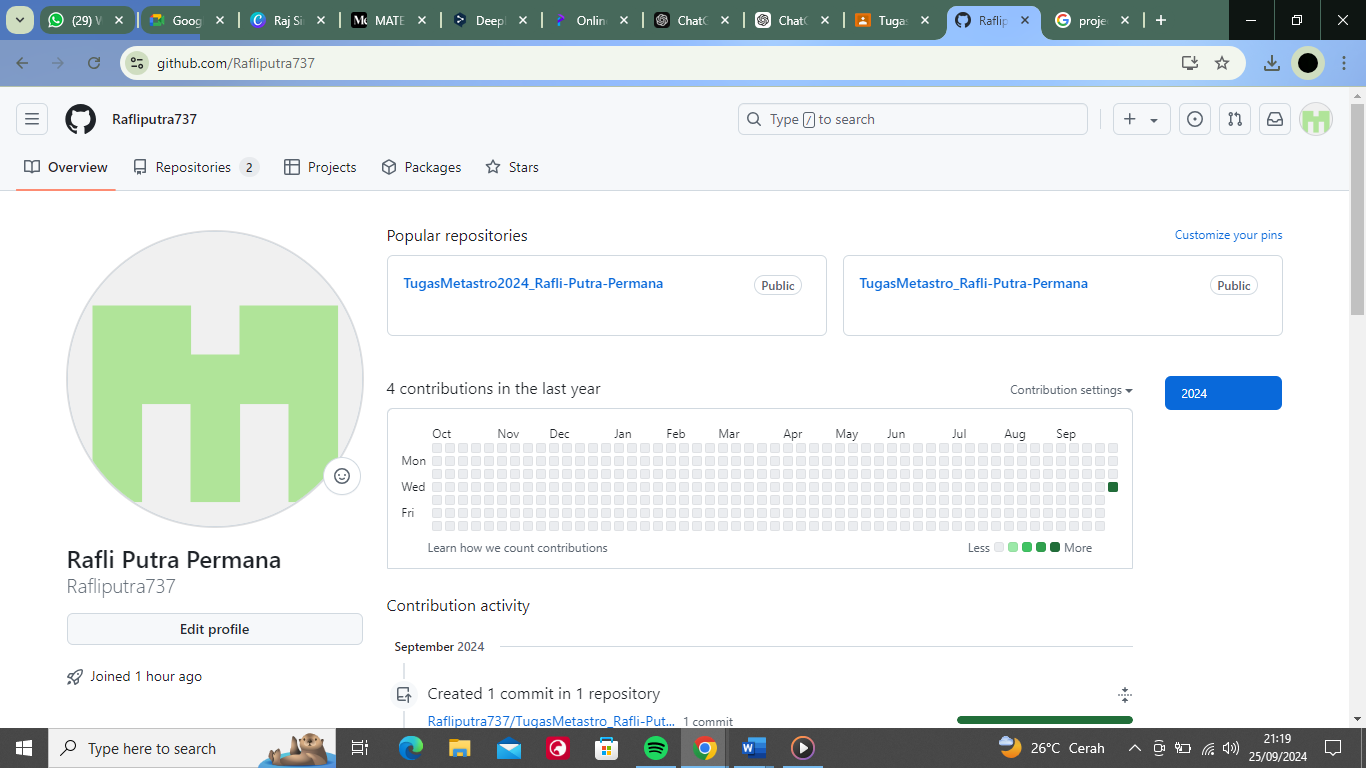 (29) W
Goog
Raj Si
MATE
Deepl
Onlin
ChatG
ChatG
Tugas
Raflip
proje
github.com/Rafliputra737
Rafliputra737
Type / to search
Overview
Repositories 2
Projects
Packages
Stars
Popular repositories
Customize your pins
TugasMetastro2024_Rafli-Putra-Permana
Public
TugasMetastro_Rafli-Putra-Permana
Public
4 contributions in the last year
Contribution settings
2024
Oct Nov Dec Jan Feb Mar Apr May Jun Jul Aug Sep
Mon
Wed
Fri
Learn how we count contributions
Less More
Rafli Putra Permana
Rafliputra737
Edit profile
Joined 1 hour ago
Contribution activity
September 2024
Created 1 commit in 1 repository
Rafliputra737/TugasMetastro_Rafli-Put... 1 commit
Type here to search
26°C Cerah
21:19
25/09/2024